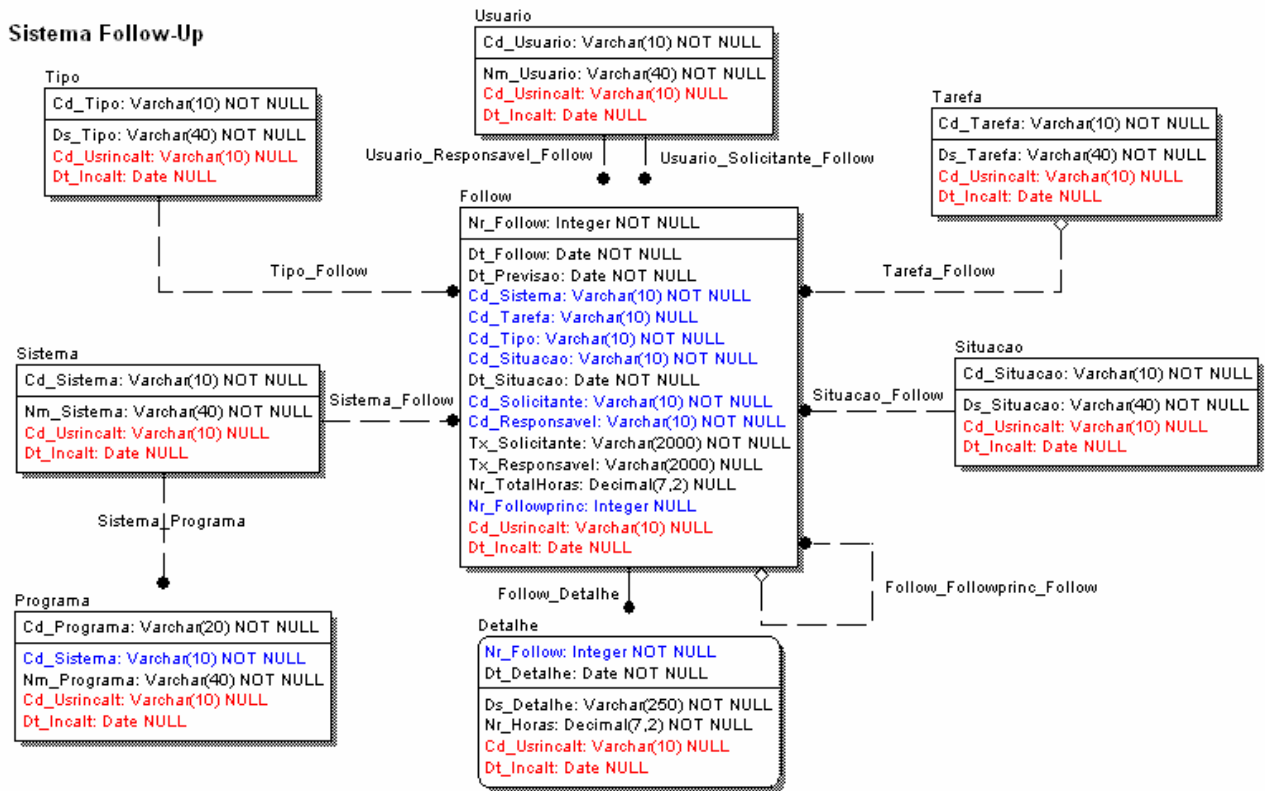 Sistema Follow-Up
Usuario
Cd_Usuario: Varchar(10) NOT NULL
Nm_Usuario: Varchar(40) NOT NULL
Cd_Usrincalt: Varchar(10) NULL
Dt_Incalt: Date NULL
Tipo
Cd_Tipo: Varchar(10) NOT NULL
Ds_Tipo: Varchar(40) NOT NULL
Cd_Usrincalt: Varchar(10) NULL
Dt_Incalt: Date NULL
Tarefa
Cd_Tarefa: Varchar(10) NOT NULL
Ds_Tarefa: Varchar(40) NOT NULL
Cd_Usrincalt: Varchar(10) NULL
Dt_Incalt: Date NULL
Usuario_Responsavel_Follow
Usuario_Solicitante_Follow
Tipo_Follow
Tarefa_Follow
Follow
Nr_Follow: Integer NOT NULL
Dt_Follow: Date NOT NULL
Dt_Previsao: Date NOT NULL
Cd_Sistema: Varchar(10) NOT NULL
Cd_Tarefa: Varchar(10) NULL
Cd_Tipo: Varchar(10) NOT NULL
Cd_Situacao: Varchar(10) NOT NULL
Dt_Situacao: Date NOT NULL
Cd_Solicitante: Varchar(10) NOT NULL
Cd_Responsavel: Varchar(10) NOT NULL
Tx_Solicitante: Varchar(2000) NOT NULL
Tx_Responsavel: Varchar(2000) NULL
Nr_TotalHoras: Decimal(7,2) NULL
Nr_Followprinc: Integer NULL
Cd_Usrincalt: Varchar(10) NULL
Dt_Incalt: Date NULL
Sistema
Cd_Sistema: Varchar(10) NOT NULL
Nm_Sistema: Varchar(40) NOT NULL
Cd_Usrincalt: Varchar(10) NULL
Dt_Incalt: Date NULL
Sistema_Follow
Situacao_Follow
Situacao
Cd_Situacao: Varchar(10) NOT NULL
Ds_Situacao: Varchar(40) NOT NULL
Cd_Usrincalt: Varchar(10) NULL
Dt_Incalt: Date NULL
Sistema_Programa
Follow_Detalhe
Follow_Followprinc_Follow
Programa
Cd_Programa: Varchar(20) NOT NULL
Cd_Sistema: Varchar(10) NOT NULL
Nm_Programa: Varchar(40) NOT NULL
Cd_Usrincalt: Varchar(10) NULL
Dt_Incalt: Date NULL
Detalhe
Nr_Follow: Integer NOT NULL
Dt_Detalhe: Date NOT NULL
Ds_Detalhe: Varchar(250) NOT NULL
Nr_Horas: Decimal(7,2) NOT NULL
Cd_Usrincalt: Varchar(10) NULL
Dt_Incalt: Date NULL